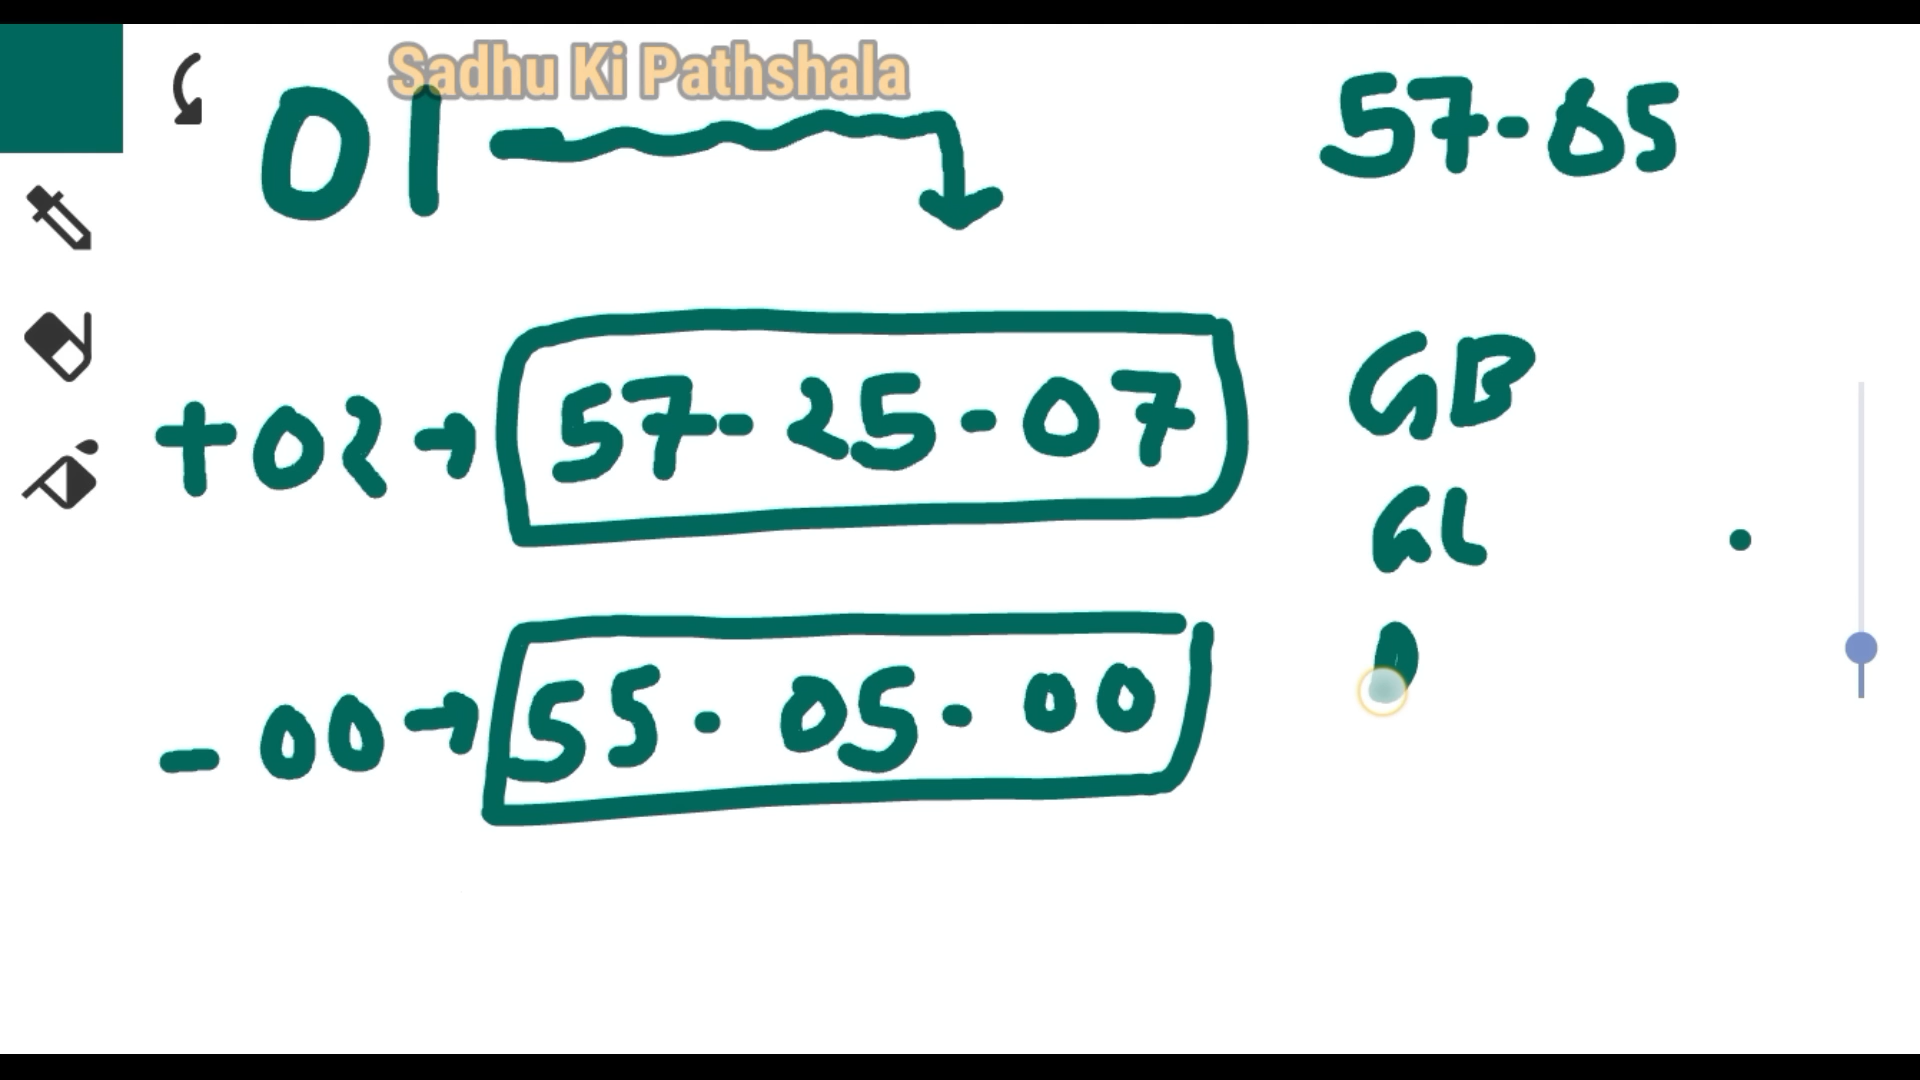 Sadhu Ki Pathshala
01
57-65
+02→ 57-25-07
GB
GL
-00→ 55-05-00